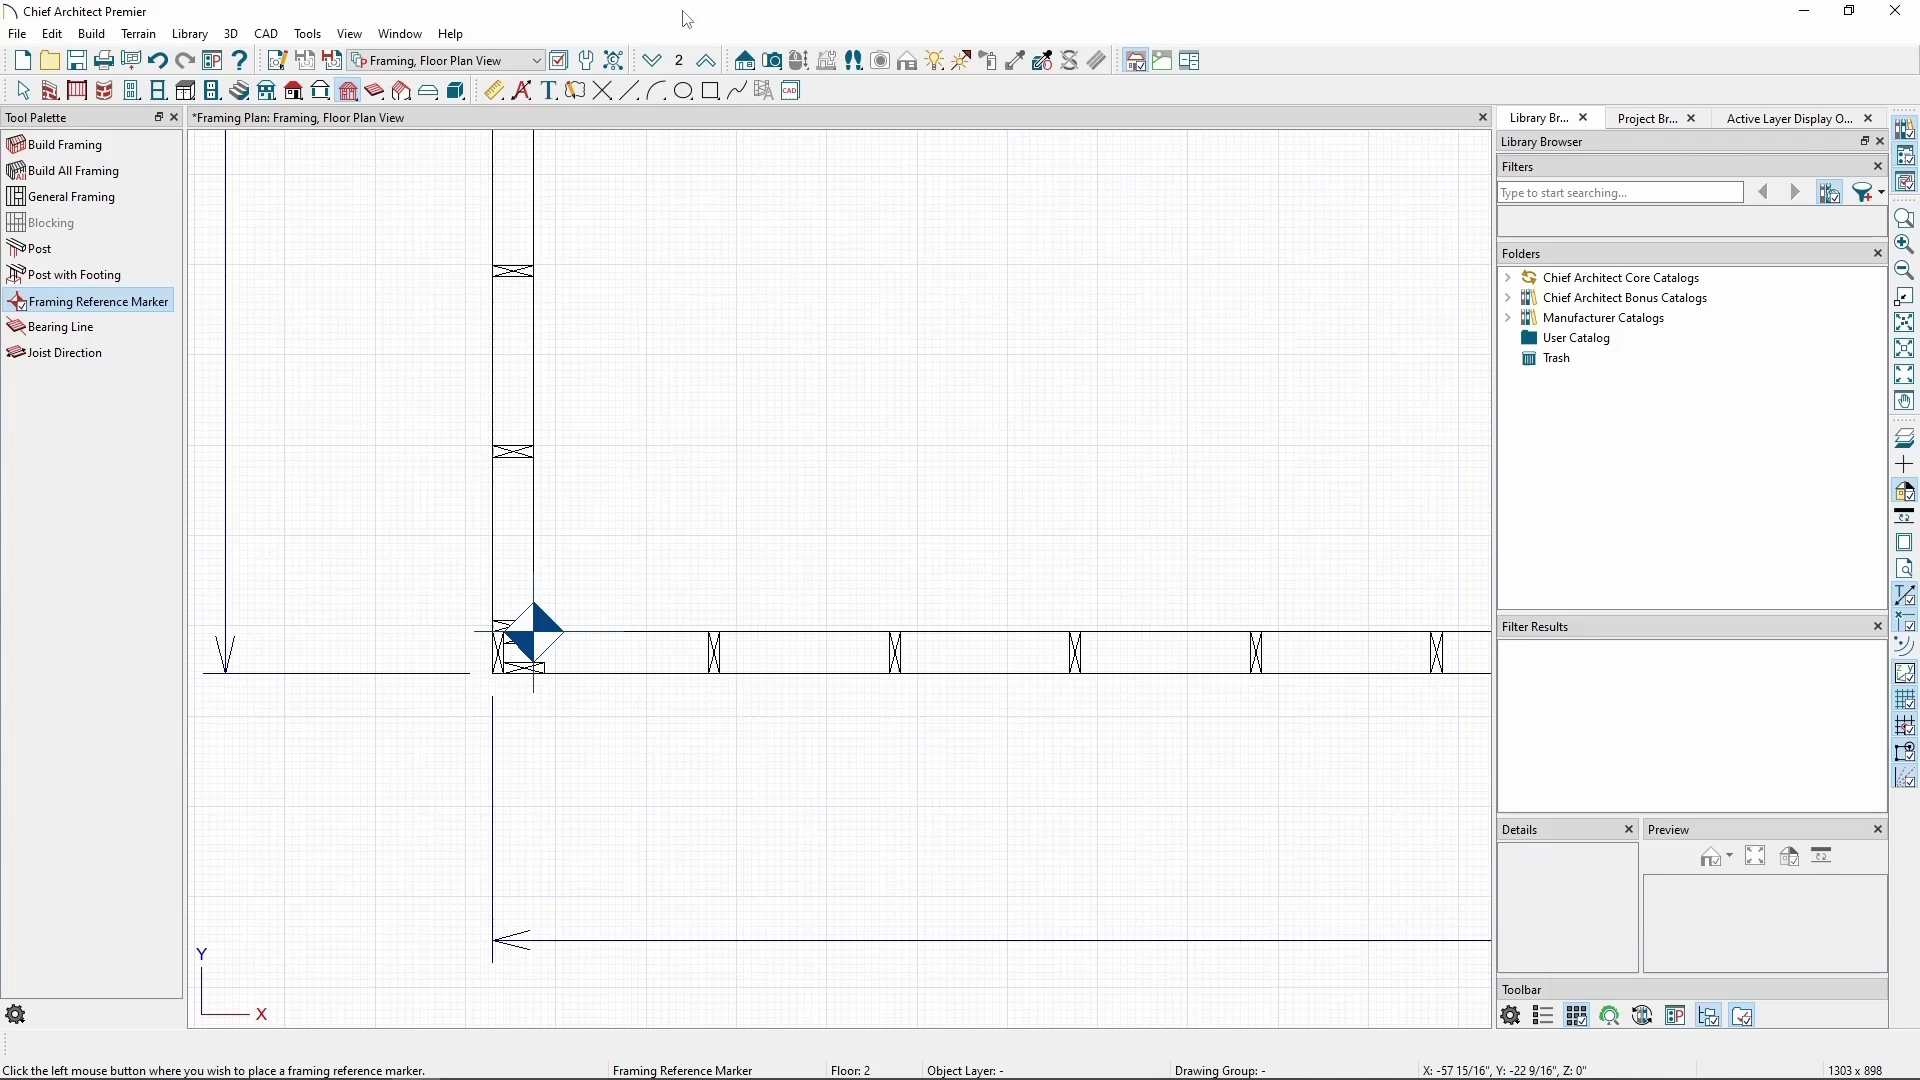 Chief Architect Premier
File Edit Build Terrain Library 3D CAD Tools View Window Help
Framing, Floor Plan View
2
CAD
Tool Palette
*Framing Plan: Framing, Floor Plan View
Library Br...
Project Br...
Active Layer Display O...
Build Framing
Build All Framing
General Framing
Blocking
Post
Post with Footing
Framing Reference Marker
Bearing Line
Joist Direction
Library Browser
Filters
Type to start searching...
Folders
Chief Architect Core Catalogs
Chief Architect Bonus Catalogs
Manufacturer Catalogs
User Catalog
Trash
Filter Results
Details
Preview
Toolbar
Y
X
Click the left mouse button where you wish to place a framing reference marker.
Framing Reference Marker
Floor: 2
Object Layer: -
Drawing Group: -
X: -57 15/16", Y: -22 9/16", Z: 0"
1303 x 898